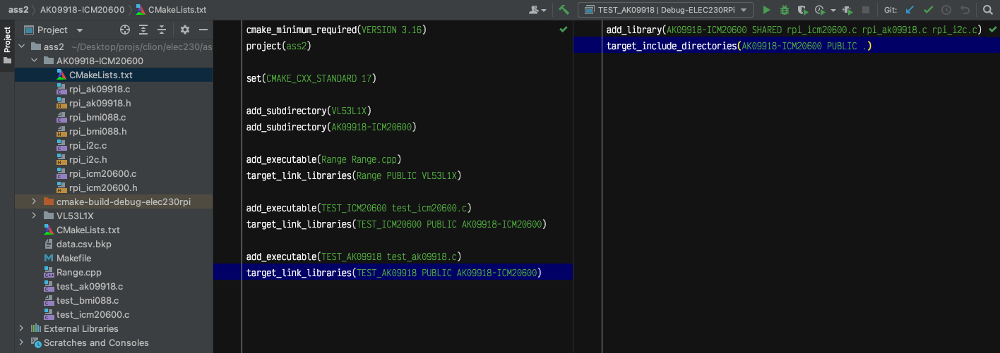 ass2 AK09918-ICM20600 CMakeLists.txt
TEST_AK09918 | Debug-ELEC230RPi
Git:
Project
Project
ass2 ~/Desktop/projs/clion/elec230/as
AK09918-ICM20600
CMakeLists.txt
rpi_ak09918.c
rpi_ak09918.h
rpi_bmi088.c
rpi_bmi088.h
rpi_i2c.c
rpi_i2c.h
rpi_icm20600.c
rpi_icm20600.h
cmake-build-debug-elec230rpi
VL53L1X
CMakeLists.txt
data.csv.bkp
Makefile
Range.cpp
test_ak09918.c
test_bmi088.c
test_icm20600.c
External Libraries
Scratches and Consoles
cmake_minimum_required(VERSION 3.16)
project(ass2)
set(CMAKE_CXX_STANDARD 17)
add_subdirectory(VL53L1X)
add_subdirectory(AK09918-ICM20600)
add_executable(Range Range.cpp)
target_link_libraries(Range PUBLIC VL53L1X)
add_executable(TEST_ICM20600 test_icm20600.c)
target_link_libraries(TEST_ICM20600 PUBLIC AK09918-ICM20600)
add_executable(TEST_AK09918 test_ak09918.c)
target_link_libraries(TEST_AK09918 PUBLIC AK09918-ICM20600)
add_library(AK09918-ICM20600 SHARED rpi_icm20600.c rpi_ak09918.c rpi_i2c.c)
target_include_directories(AK09918-ICM20600 PUBLIC .)